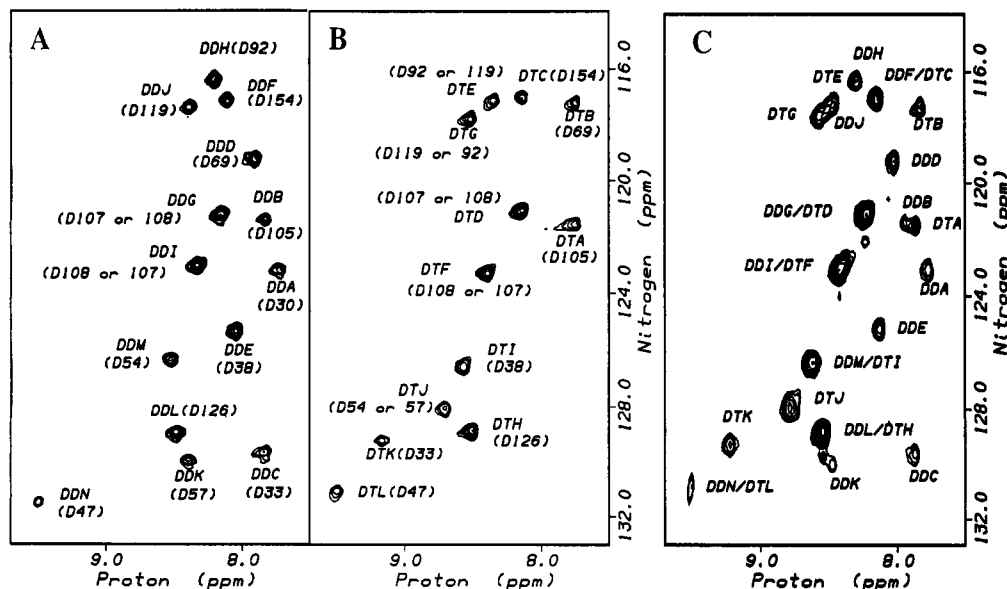 A
DDH(D92)
DDJ
(D119)
DDF
(D154)
DDD
(D69)
DDG
(D107 or 108)
DDB
(D105)
DDI
(D108 or 107)
DDA
(D30)
DDM
(D54)
DDE
(D38)
DDL(D126)
DDK
(D57)
DDC
(D33)
DDN
(D47)
9.0
8.0
Proton (ppm)
B
(D92 or 119)
DTE
DTC(D154)
DTG
DTB
(D69)
(D119 or 92)
(D107 or 108)
DTD
DTA
(D105)
DTF
(D108 or 107)
DTI
(D38)
DTJ
(D54 or 57)
DTH
(D126)
DTK(D33)
DTL(D47)
116.0
120.0
124.0
128.0
132.0
Nitrogen (ppm)
9.0
8.0
Proton (ppm)
C
DDH
DTE
DDF/DTC
DTG
DDJ
DTB
DDD
DDB
DDG/DTD
DTA
DDI/DTF
DDA
DDE
DDM/DTI
DTJ
DTK
DDL/DTH
DDK
DDC
DDN/DTL
116.0
120.0
124.0
128.0
132.0
Nitrogen (ppm)
9.0
8.0
Proton (ppm)